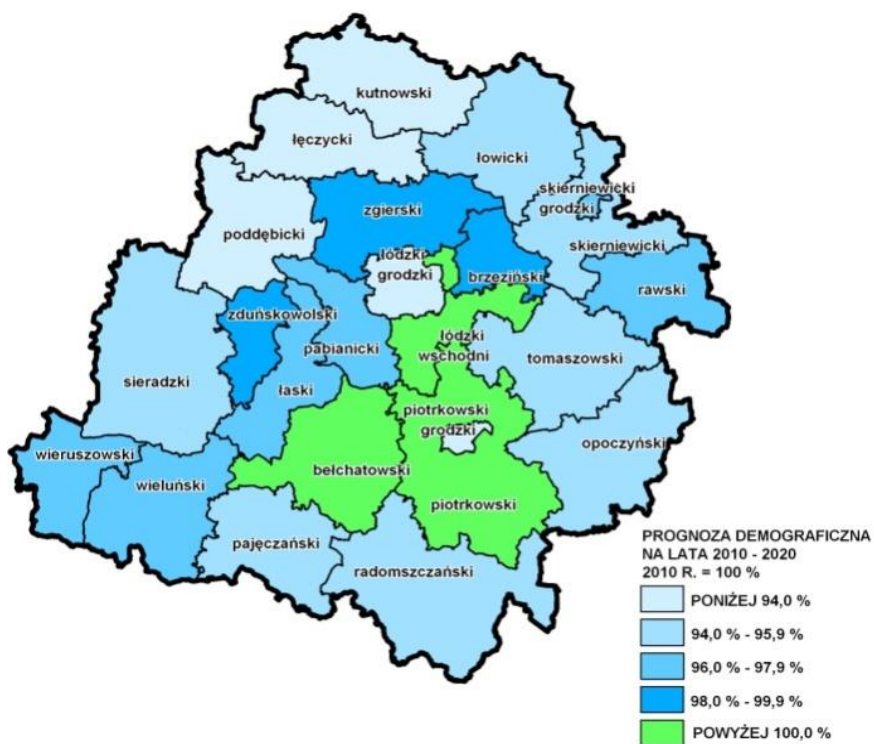 kutnowski
łęczycki
łowicki
skierniewicki
grodzki
zgierski
poddębicki
skierniewicki
łódzki
grodzki
brzeziński
rawski
zduńskowolski
łódzki
wschodni
pabianicki
tomaszowski
sieradzki
łaski
piotrkowski
grodzki
opoczyński
wieruszowski
bełchatowski
wieluński
piotrkowski
pajęczański
radomszczański
PROGNOZA DEMOGRAFICZNA
NA LATA 2010 - 2020
2010 R. = 100 %
PONIŻEJ 94,0 %
94,0 % - 95,9 %
96,0 % - 97,9 %
98,0 % - 99,9 %
POWYŻEJ 100,0 %